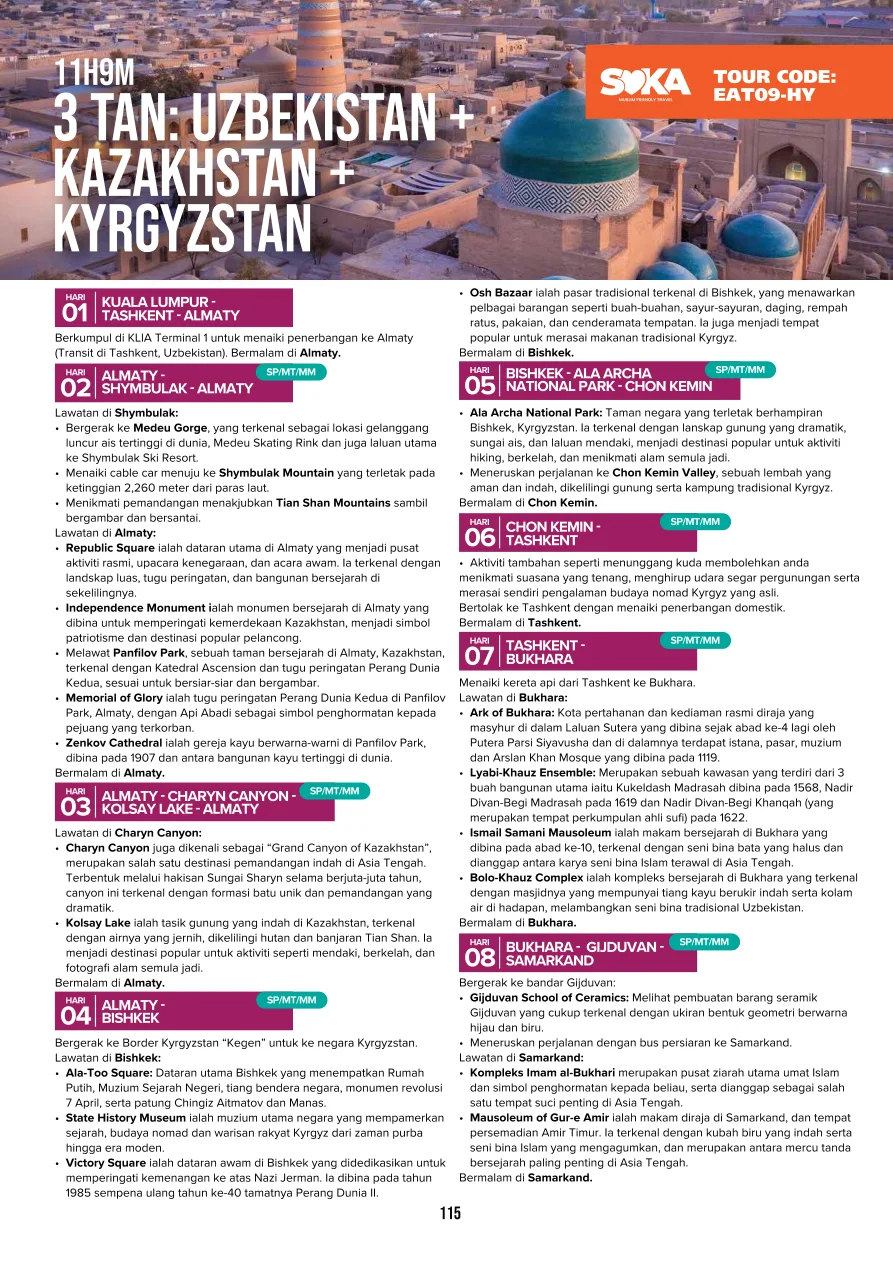 11H9M
3 TAN: UZBEKISTAN +
KAZAKHSTAN +
KYRGYZSTAN
SUKA
MUSLIM FRIENDLY TRAVEL
TOUR CODE:
EAT09-HY
HARI
01
KUALA LUMPUR -
TASHKENT - ALMATY
Berkumpul di KLIA Terminal 1 untuk menaiki penerbangan ke Almaty
(Transit di Tashkent, Uzbekistan). Bermalam di Almaty.
HARI
02
ALMATY -
SHYMBULAK - ALMATY
SP/MT/MM
Lawatan di Shymbulak:
• Bergerak ke Medeu Gorge, yang terkenal sebagai lokasi gelanggang
luncur ais tertinggi di dunia, Medeu Skating Rink dan juga laluan utama
ke Shymbulak Ski Resort.
• Menaiki cable car menuju ke Shymbulak Mountain yang terletak pada
ketinggian 2,260 meter dari paras laut.
• Menikmati pemandangan menakjubkan Tian Shan Mountains sambil
bergambar dan bersantai.
Lawatan di Almaty:
• Republic Square ialah dataran utama di Almaty yang menjadi pusat
aktiviti rasmi, upacara kenegaraan, dan acara awam. Ia terkenal dengan
landskap luas, tugu peringatan, dan bangunan bersejarah di
sekelilingnya.
• Independence Monument ialah monumen bersejarah di Almaty yang
dibina untuk memperingati kemerdekaan Kazakhstan, menjadi simbol
patriotisme dan destinasi popular pelancong.
• Melawat Panfilov Park, sebuah taman bersejarah di Almaty, Kazakhstan,
terkenal dengan Katedral Ascension dan tugu peringatan Perang Dunia
Kedua, sesuai untuk bersiar-siar dan bergambar.
• Memorial of Glory ialah tugu peringatan Perang Dunia Kedua di Panfilov
Park, Almaty, dengan Api Abadi sebagai simbol penghormatan kepada
pejuang yang terkorban.
• Zenkov Cathedral ialah gereja kayu berwarna-warni di Panfilov Park,
dibina pada 1907 dan antara bangunan kayu tertinggi di dunia.
Bermalam di Almaty.
HARI
03
ALMATY - CHARYN CANYON -
KOLSAY LAKE - ALMATY
SP/MT/MM
Lawatan di Charyn Canyon:
• Charyn Canyon juga dikenali sebagai “Grand Canyon of Kazakhstan”,
merupakan salah satu destinasi pemandangan indah di Asia Tengah.
Terbentuk melalui hakisan Sungai Sharyn selama berjuta-juta tahun,
canyon ini terkenal dengan formasi batu unik dan pemandangan yang
dramatik.
• Kolsay Lake ialah tasik gunung yang indah di Kazakhstan, terkenal
dengan airnya yang jernih, dikelilingi hutan dan banjaran Tian Shan. Ia
menjadi destinasi popular untuk aktiviti seperti mendaki, berkelah, dan
fotografi alam semula jadi.
Bermalam di Almaty.
HARI
04
ALMATY -
BISHKEK
SP/MT/MM
Bergerak ke Border Kyrgyzstan “Kegen” untuk ke negara Kyrgyzstan.
Lawatan di Bishkek:
• Ala-Too Square: Dataran utama Bishkek yang menempatkan Rumah
Putih, Muzium Sejarah Negeri, tiang bendera negara, monumen revolusi
7 April, serta patung Chingiz Aitmatov dan Manas.
• State History Museum ialah muzium utama negara yang mempamerkan
sejarah, budaya nomad dan warisan rakyat Kyrgyz dari zaman purba
hingga era moden.
• Victory Square ialah dataran awam di Bishkek yang didedikasikan untuk
memperingati kemenangan ke atas Nazi Jerman. Ia dibina pada tahun
1985 sempena ulang tahun ke-40 tamatnya Perang Dunia II.
• Osh Bazaar ialah pasar tradisional terkenal di Bishkek, yang menawarkan
pelbagai barangan seperti buah-buahan, sayur-sayuran, daging, rempah
ratus, pakaian, dan cenderamata tempatan. Ia juga menjadi tempat
popular untuk merasai makanan tradisional Kyrgyz.
Bermalam di Bishkek.
HARI
05
BISHKEK - ALA ARCHA
NATIONAL PARK - CHON KEMIN
SP/MT/MM
• Ala Archa National Park: Taman negara yang terletak berhampiran
Bishkek, Kyrgyzstan. Ia terkenal dengan lanskap gunung yang dramatik,
sungai ais, dan laluan mendaki, menjadi destinasi popular untuk aktiviti
hiking, berkelah, dan menikmati alam semula jadi.
• Meneruskan perjalanan ke Chon Kemin Valley, sebuah lembah yang
aman dan indah, dikelilingi gunung serta kampung tradisional Kyrgyz.
Bermalam di Chon Kemin.
HARI
06
CHON KEMIN -
TASHKENT
SP/MT/MM
• Aktiviti tambahan seperti menunggang kuda membolehkan anda
menikmati suasana yang tenang, menghirup udara segar pergunungan serta
merasai sendiri pengalaman budaya nomad Kyrgyz yang asli.
Bertolak ke Tashkent dengan menaiki penerbangan domestik.
Bermalam di Tashkent.
HARI
07
TASHKENT -
BUKHARA
SP/MT/MM
Menaiki kereta api dari Tashkent ke Bukhara.
Lawatan di Bukhara:
• Ark of Bukhara: Kota pertahanan dan kediaman rasmi diraja yang
masyhur di dalam Laluan Sutera yang dibina sejak abad ke-4 lagi oleh
Putera Parsi Siyavusha dan di dalamnya terdapat istana, pasar, muzium
dan Arslan Khan Mosque yang dibina pada 1119.
• Lyabi-Khauz Ensemble: Merupakan sebuah kawasan yang terdiri dari 3
buah bangunan utama iaitu Kukeldash Madrasah dibina pada 1568, Nadir
Divan-Begi Madrasah pada 1619 dan Nadir Divan-Begi Khanqah (yang
merupakan tempat perkumpulan ahli sufi) pada 1622.
• Ismail Samani Mausoleum ialah makam bersejarah di Bukhara yang
dibina pada abad ke-10, terkenal dengan seni bina bata yang halus dan
dianggap antara karya seni bina Islam terawal di Asia Tengah.
• Bolo-Khauz Complex ialah kompleks bersejarah di Bukhara yang terkenal
dengan masjidnya yang mempunyai tiang kayu berukir indah serta kolam
air di hadapan, melambangkan seni bina tradisional Uzbekistan.
Bermalam di Bukhara.
HARI
08
BUKHARA - GIJDUVAN -
SAMARKAND
SP/MT/MM
Bergerak ke bandar Gijduvan:
• Gijduvan School of Ceramics: Melihat pembuatan barang seramik
Gijduvan yang cukup terkenal dengan ukiran bentuk geometri berwarna
hijau dan biru.
• Meneruskan perjalanan dengan bus persiaran ke Samarkand.
Lawatan di Samarkand:
• Kompleks Imam al-Bukhari merupakan pusat ziarah utama umat Islam
dan simbol penghormatan kepada beliau, serta dianggap sebagai salah
satu tempat suci penting di Asia Tengah.
• Mausoleum of Gur-e Amir ialah makam diraja di Samarkand, dan tempat
persemadian Amir Timur. Ia terkenal dengan kubah biru yang indah serta
seni bina Islam yang mengagumkan, dan merupakan antara mercu tanda
bersejarah paling penting di Asia Tengah.
Bermalam di Samarkand.
115